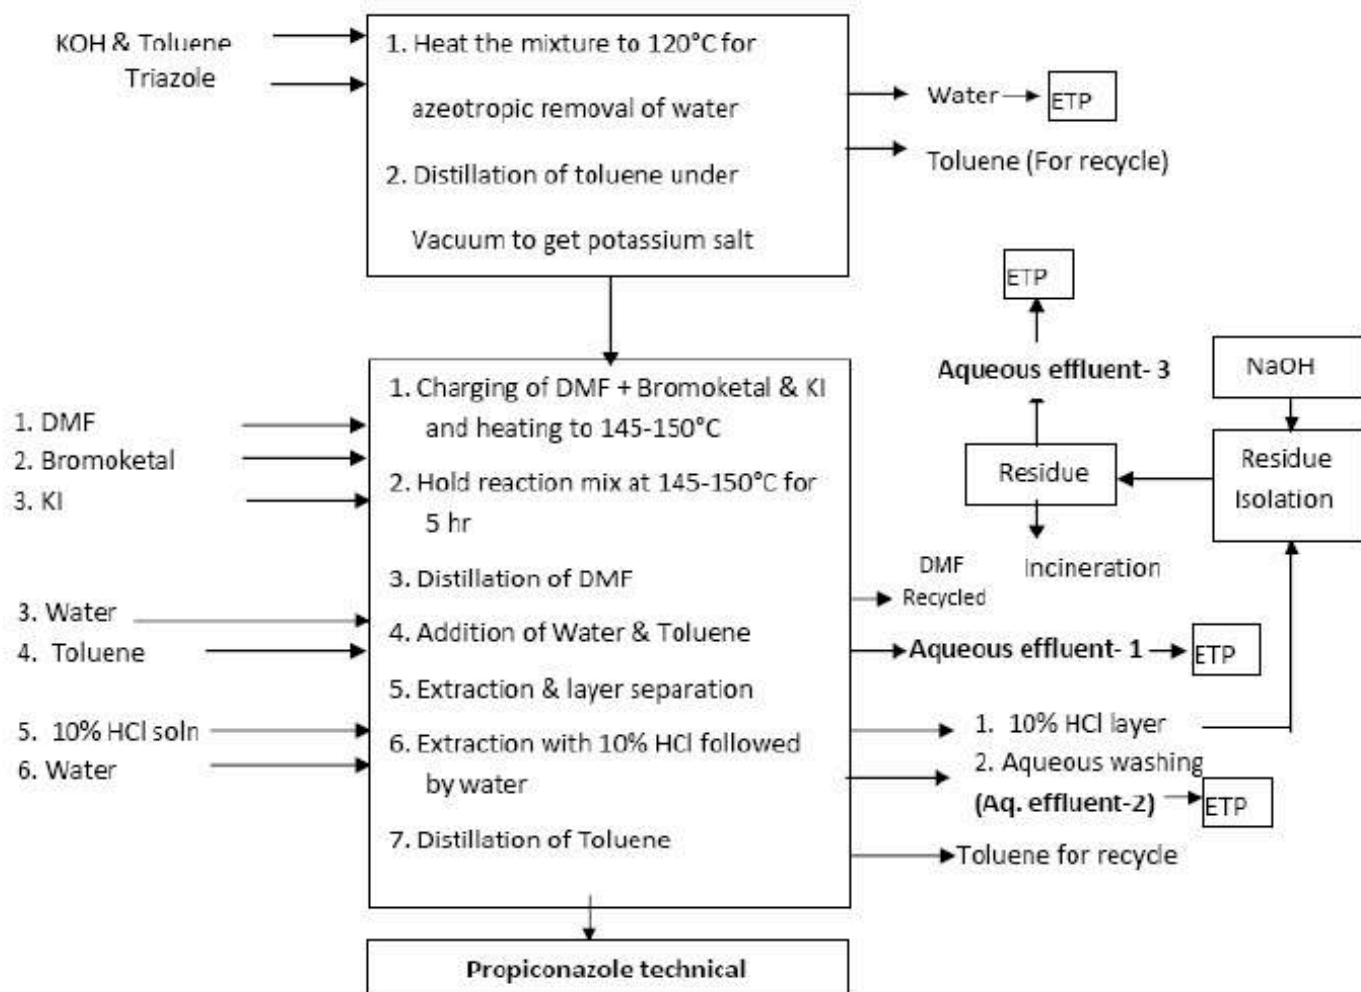 KOH & Toluene
Triazole
1. Heat the mixture to 120°C for
azeotropic removal of water
2. Distillation of toluene under
Vacuum to get potassium salt
Water
ETP
Toluene (For recycle)
ETP
Aqueous effluent- 3
NaOH
Residue
Residue
Isolation
Incineration
1. DMF
2. Bromoketal
3. KI
3. Water
4. Toluene
5. 10% HCl soln
6. Water
1. Charging of DMF + Bromoketal & KI
and heating to 145-150°C
2. Hold reaction mix at 145-150°C for
5 hr
3. Distillation of DMF
4. Addition of Water & Toluene
5. Extraction & layer separation
6. Extraction with 10% HCl followed
by water
7. Distillation of Toluene
DMF
Recycled
Aqueous effluent- 1
ETP
1. 10% HCl layer
2. Aqueous washing
(Aq. effluent-2)
ETP
Toluene for recycle
Propiconazole technical